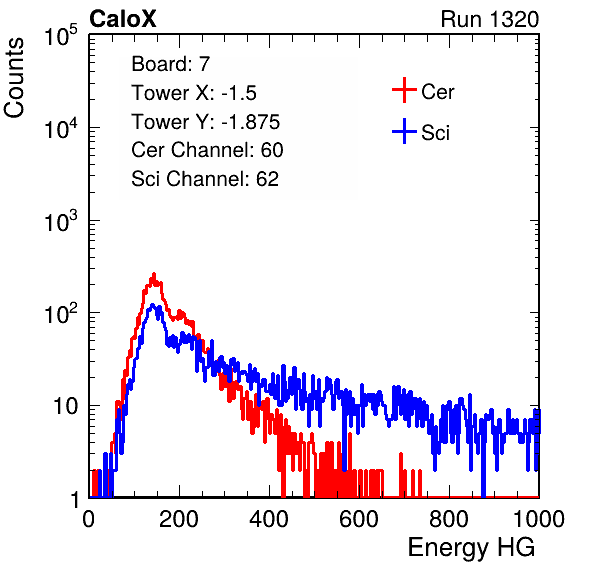 CaloX Run 1320
Counts
Board: 7
Tower X: -1.5
Tower Y: -1.875
Cer Channel: 60
Sci Channel: 62
Cer
Sci
10^5
10^4
10^3
10^2
10
1
0 200 400 600 800 1000
Energy HG